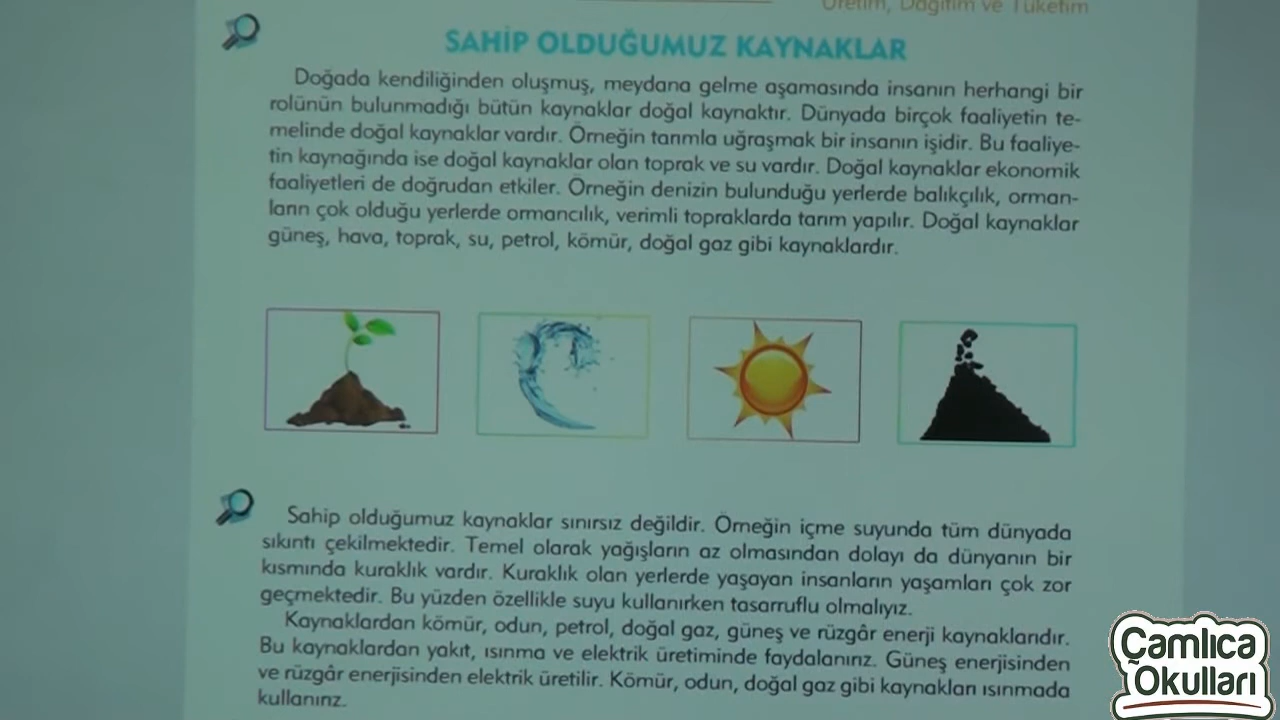 Üretim, Dağıtım ve Tüketim
SAHİP OLDUĞUMUZ KAYNAKLAR
Doğada kendiliğinden oluşmuş, meydana gelme aşamasında insanın herhangi bir
rolünün bulunmadığı bütün kaynaklar doğal kaynaktır. Dünyada birçok faaliyetin te-
melinde doğal kaynaklar vardır. Örneğin tarımla uğraşmak bir insanın işidir. Bu faaliye-
tin kaynağında ise doğal kaynaklar olan toprak ve su vardır. Doğal kaynaklar ekonomik
faaliyetleri de doğrudan etkiler. Örneğin denizin bulunduğu yerlerde balıkçılık, orman-
ların çok olduğu yerlerde ormancılık, verimli topraklarda tarım yapılır. Doğal kaynaklar
güneş, hava, toprak, su, petrol, kömür, doğal gaz gibi kaynaklardır.
Sahip olduğumuz kaynaklar sınırsız değildir. Örneğin içme suyunda tüm dünyada
sıkıntı çekilmektedir. Temel olarak yağışların az olmasından dolayı da dünyanın bir
kısmında kuraklık vardır. Kuraklık olan yerlerde yaşayan insanların yaşamları çok zor
geçmektedir. Bu yüzden özellikle suyu kullanırken tasarruflu olmalıyız.
Kaynaklardan kömür, odun, petrol, doğal gaz, güneş ve rüzgâr enerji kaynaklarıdır.
Bu kaynaklardan yakıt, ısınma ve elektrik üretiminde faydalanırız. Güneş enerjisinden
ve rüzgâr enerjisinden elektrik üretilir. Kömür, odun, doğal gaz gibi kaynakları ısınmada
kullanırız.
Çamlıca
Okulları